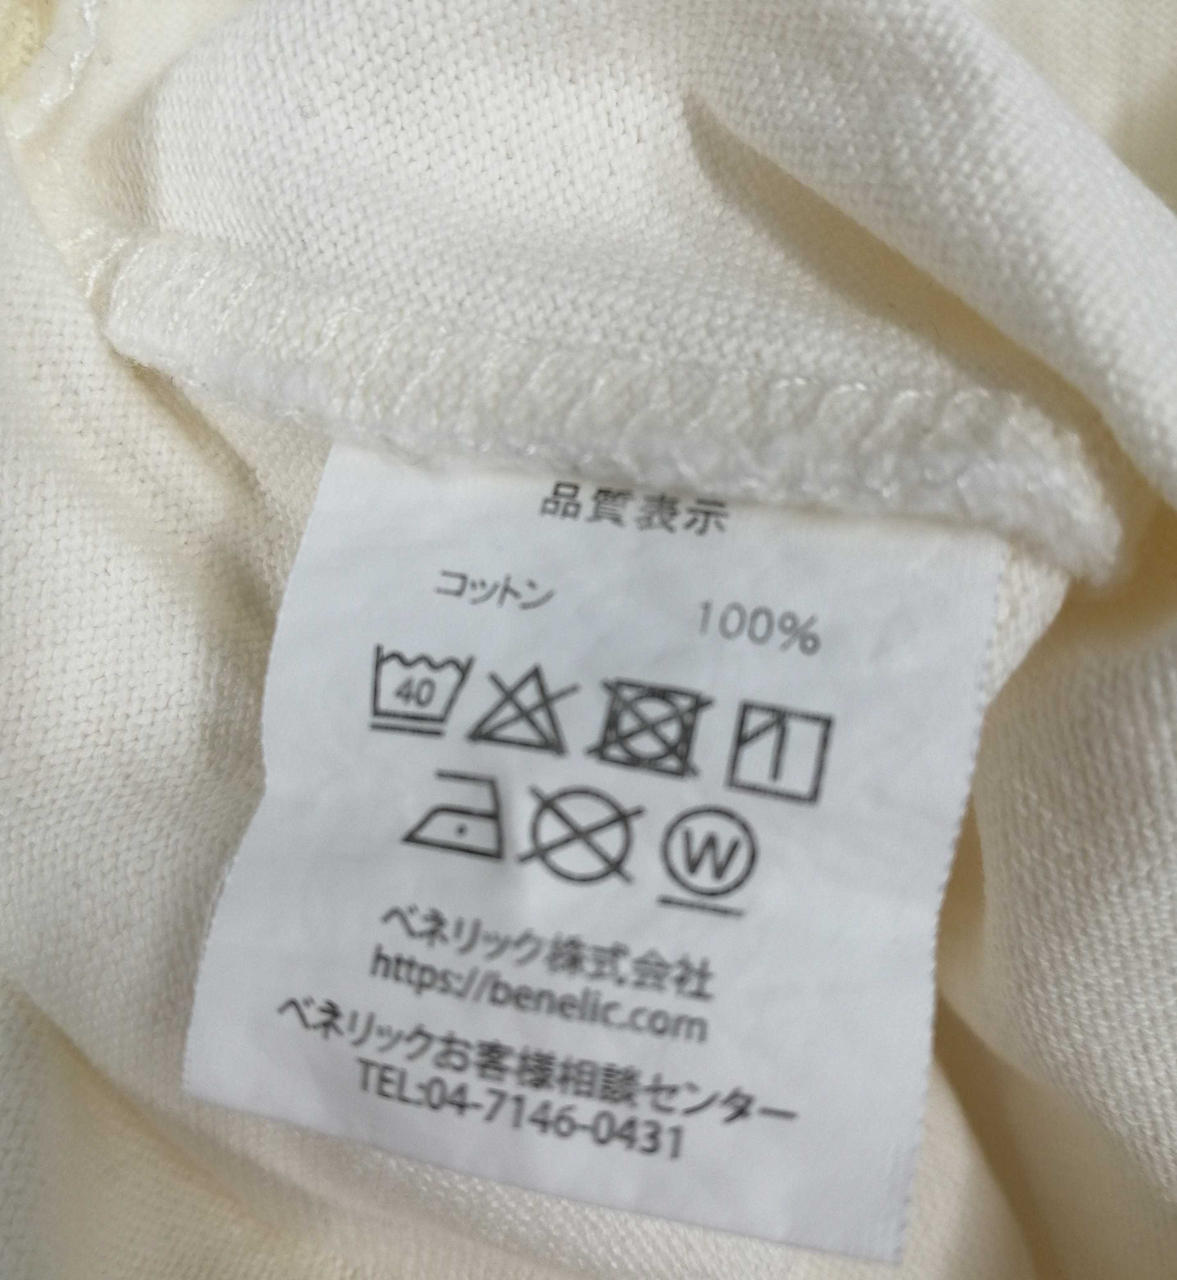 品質表示
コットン 100%
40
W
ベネリック株式会社
https://benelic.com
ベネリックお客様相談センター
TEL:04-7146-0431